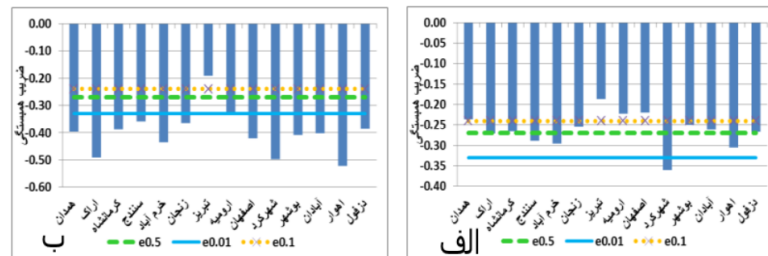 0.00
-0.10
-0.20
-0.30
-0.40
-0.50
-0.60
ضریب همبستگی
همدان
اراک
کرمانشاه
سنندج
خرم آباد
زنجان
تبریز
ارومیه
اصفهان
شهرکرد
بوشهر
آبادان
اهواز
دزفول
ب
e0.5 e0.01 e0.1
0.00
-0.05
-0.10
-0.15
-0.20
-0.25
-0.30
-0.35
-0.40
ضریب همبستگی
همدان
اراک
کرمانشاه
سنندج
خرم آباد
زنجان
تبریز
ارومیه
اصفهان
شهرکرد
بوشهر
آبادان
اهواز
دزفول
الف
e0.5 e0.01 e0.1